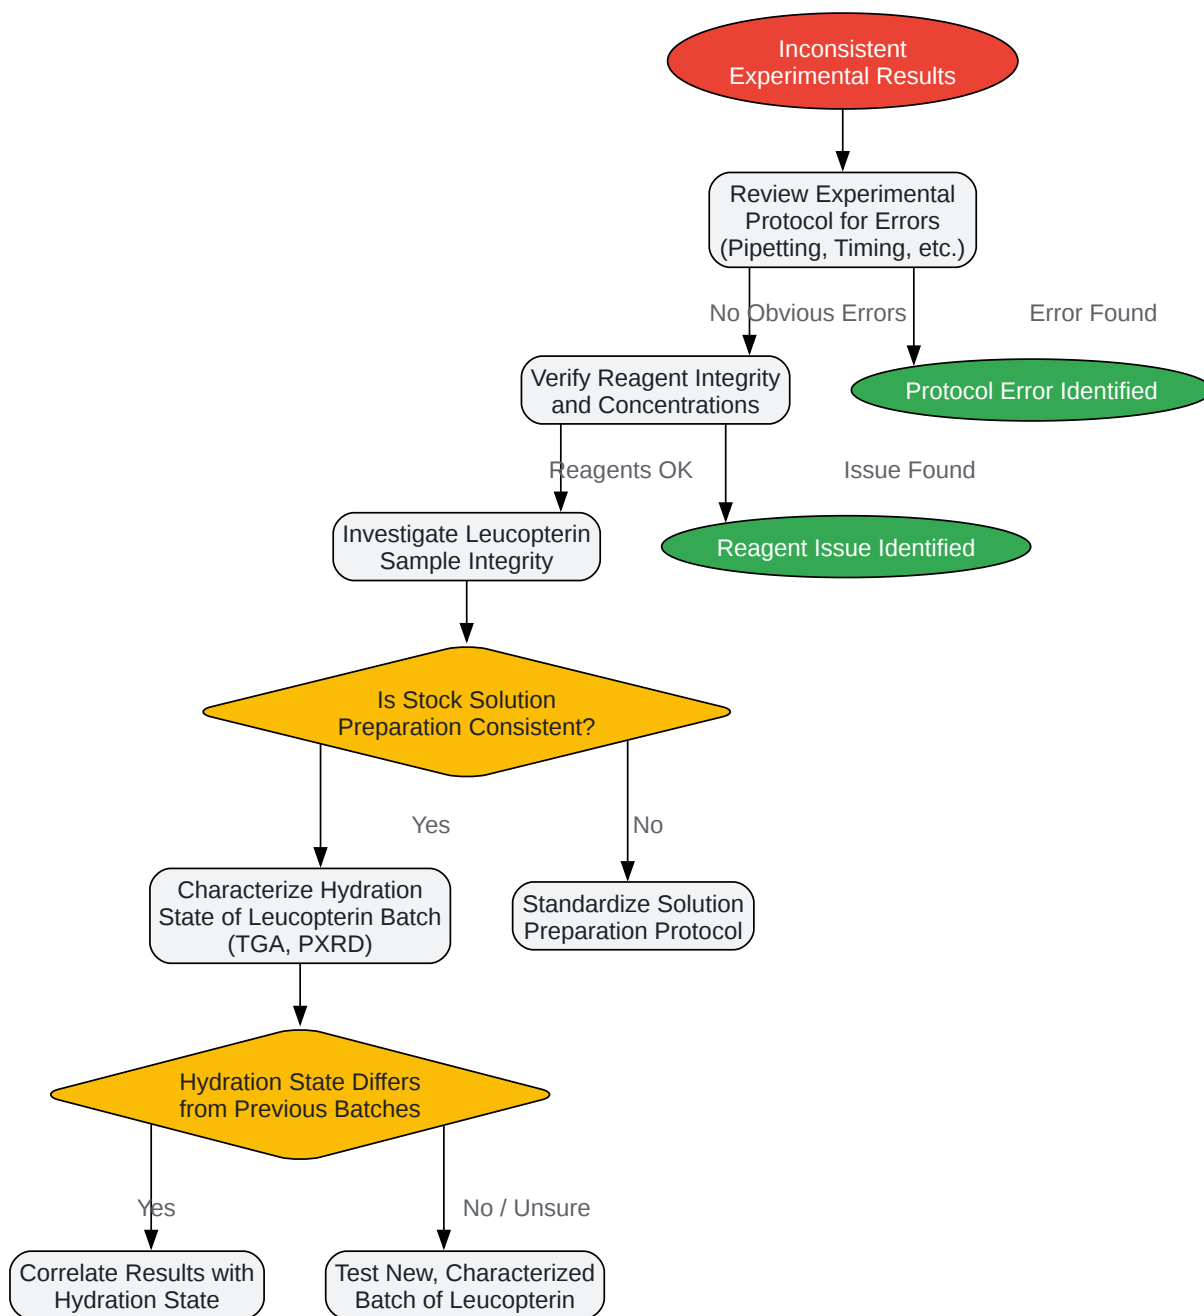 Inconsistent
Experimental Results
Review Experimental
Protocol for Errors
(Pipetting, Timing, etc.)
No Obvious Errors
Error Found
Verify Reagent Integrity
and Concentrations
Protocol Error Identified
Reagents OK
Issue Found
Investigate Leucopterin
Sample Integrity
Reagent Issue Identified
Is Stock Solution
Preparation Consistent?
Yes
No
Characterize Hydration
State of Leucopterin Batch
(TGA, PXRD)
Standardize Solution
Preparation Protocol
Hydration State Differs
from Previous Batches
Yes
No / Unsure
Correlate Results with
Hydration State
Test New, Characterized
Batch of Leucopterin